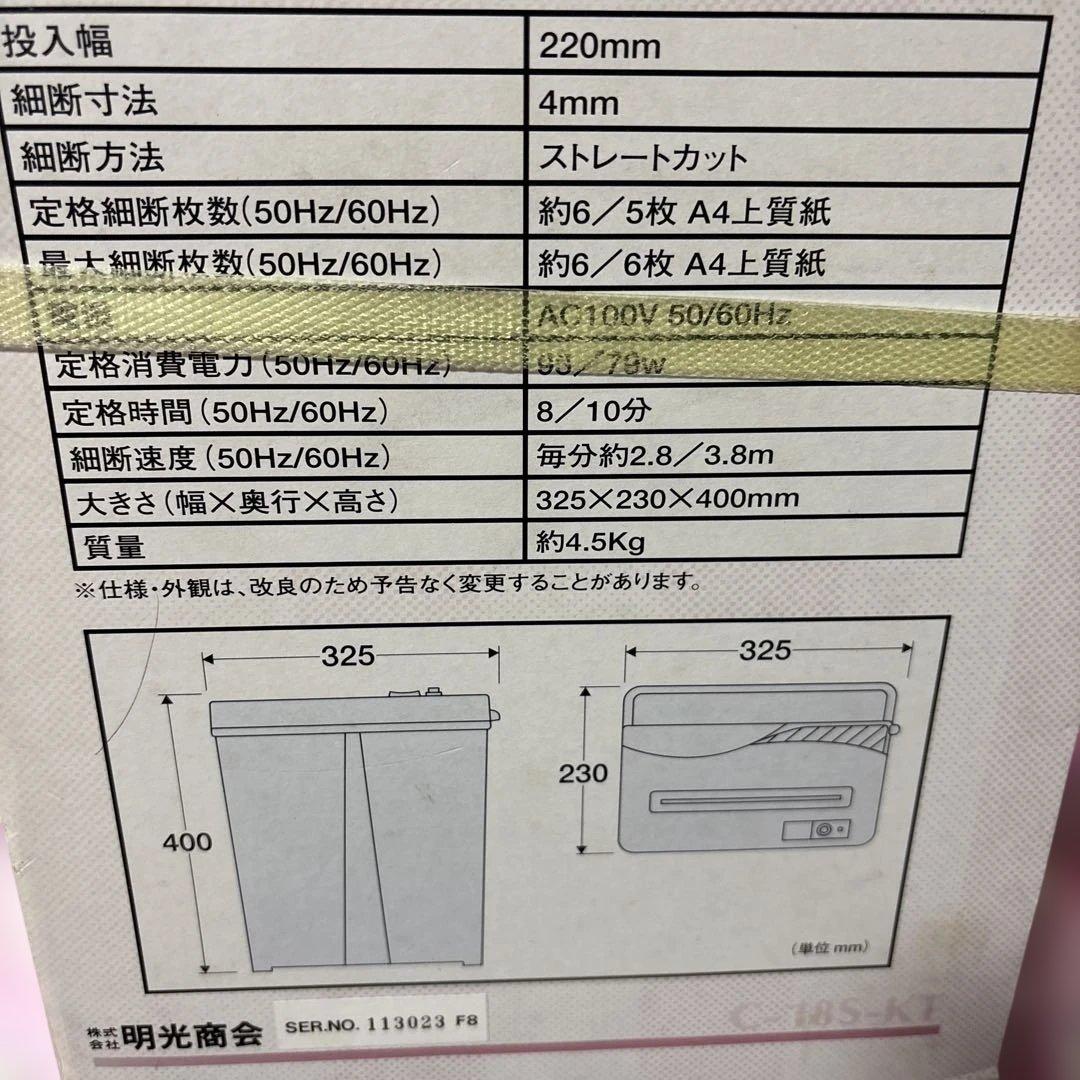 投入幅 220mm
細断寸法 4mm
細断方法 ストレートカット
定格細断枚数(50Hz/60Hz) 約6／5枚 A4上質紙
最大細断枚数(50Hz/60Hz) 約6／6枚 A4上質紙
AC100V 50/60Hz
定格消費電力(50Hz/60Hz) 93／79w
定格時間(50Hz/60Hz) 8／10分
細断速度(50Hz/60Hz) 毎分約2.8／3.8m
大きさ(幅×奥行×高さ) 325×230×400mm
質量 約4.5Kg
※仕様・外観は、改良のため予告なく変更することがあります。
325
325
230
400
(単位 mm)
株式会社 明光商会
SER.NO. 113023 F8